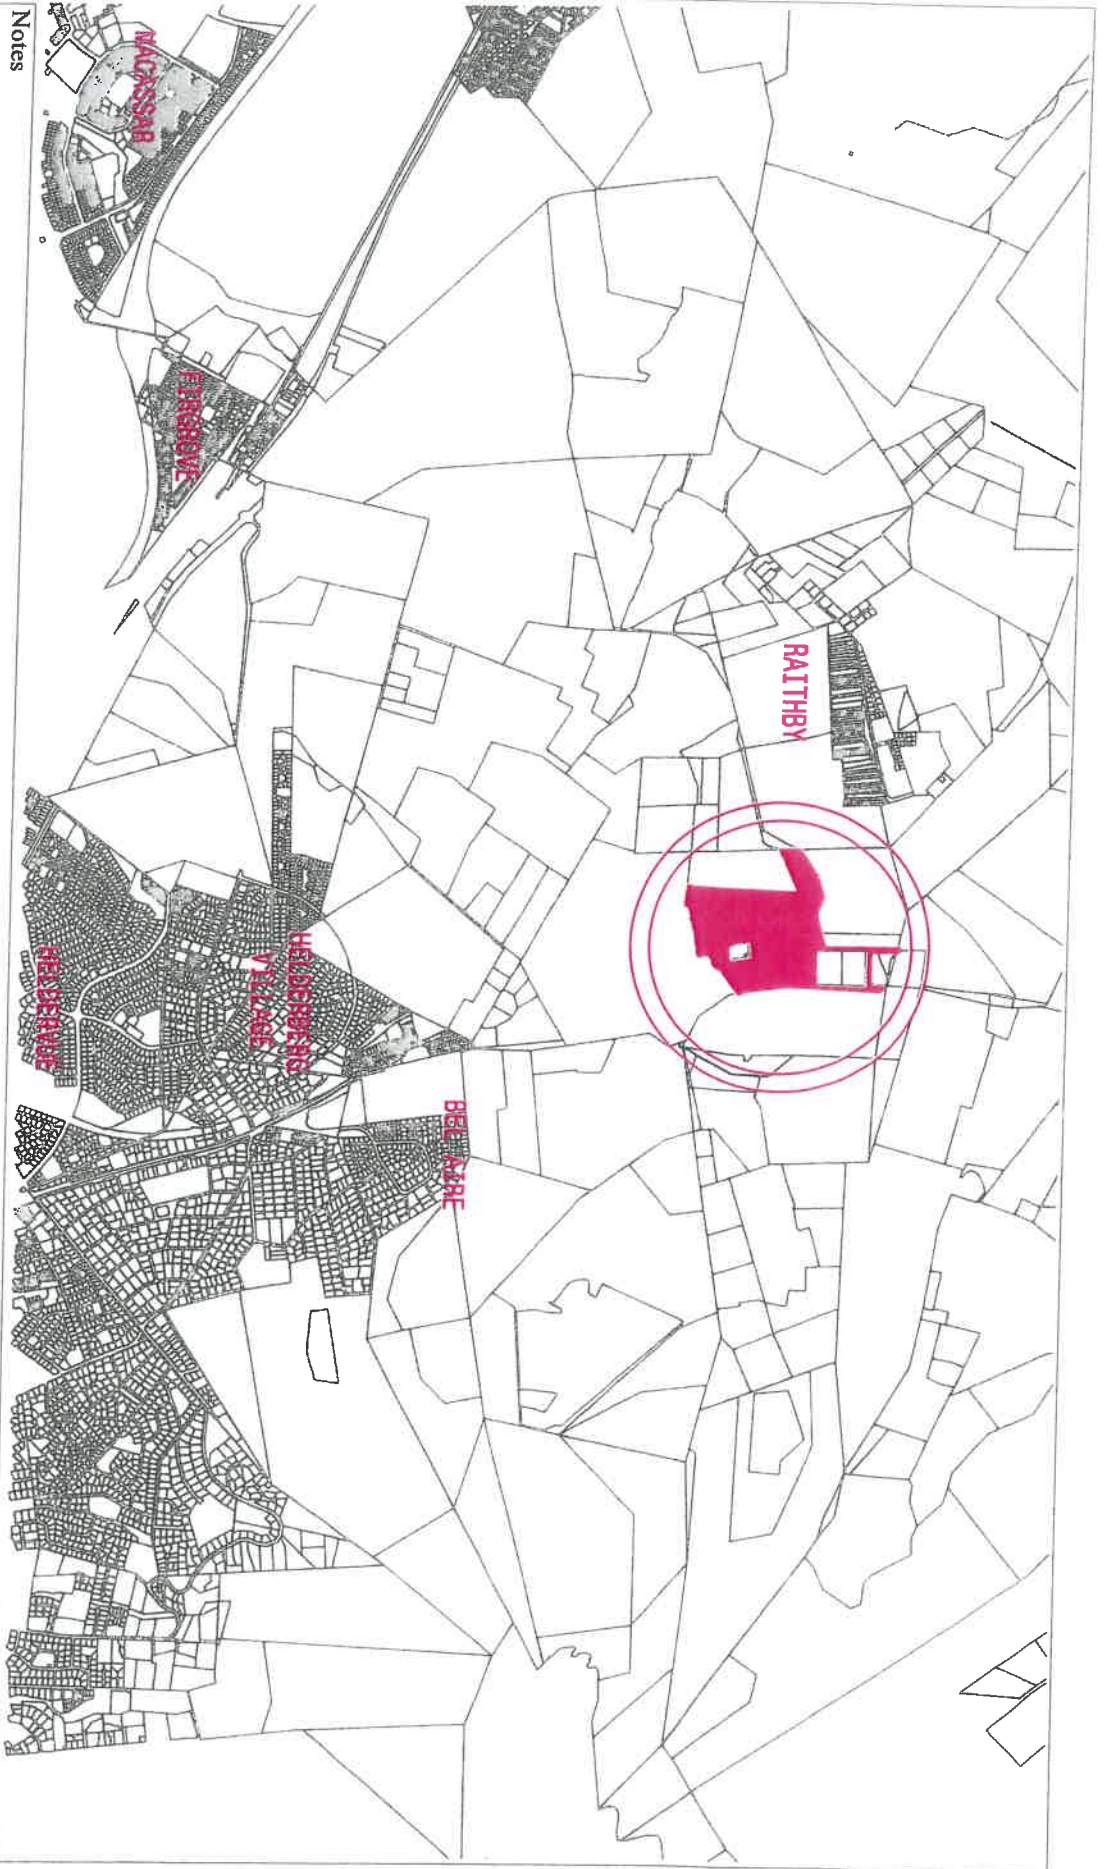 RAITHBY
MACASSAR
FIRGROVE
BEL AIRE
HELDERBERG
VILLAGE
HELDERVUE
Notes